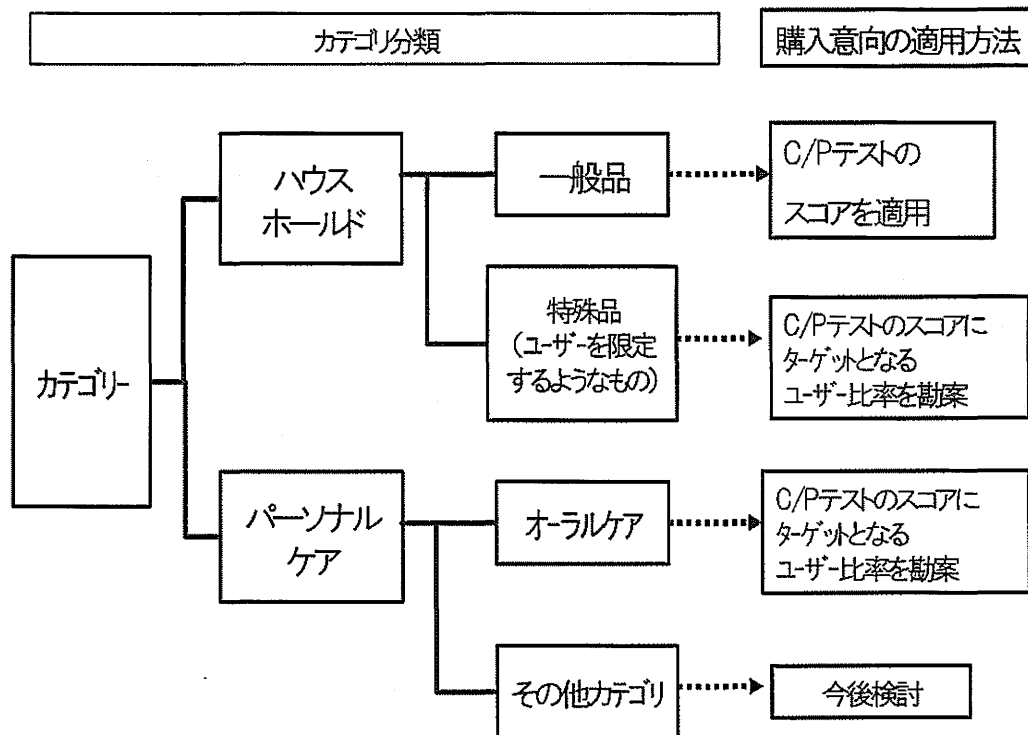 カテゴリ分類
購入意向の適用方法
カテゴリー
ハウス
ホールド
一般品
C/Pテストの
スコアを適用
特殊品
(ユーザーを限定
するようなもの)
C/Pテストのスコアに
ターゲットとなる
ユーザー比率を勘案
パーソナル
ケア
オーラルケア
C/Pテストのスコアに
ターゲットとなる
ユーザー比率を勘案
その他カテゴリ
今後検討